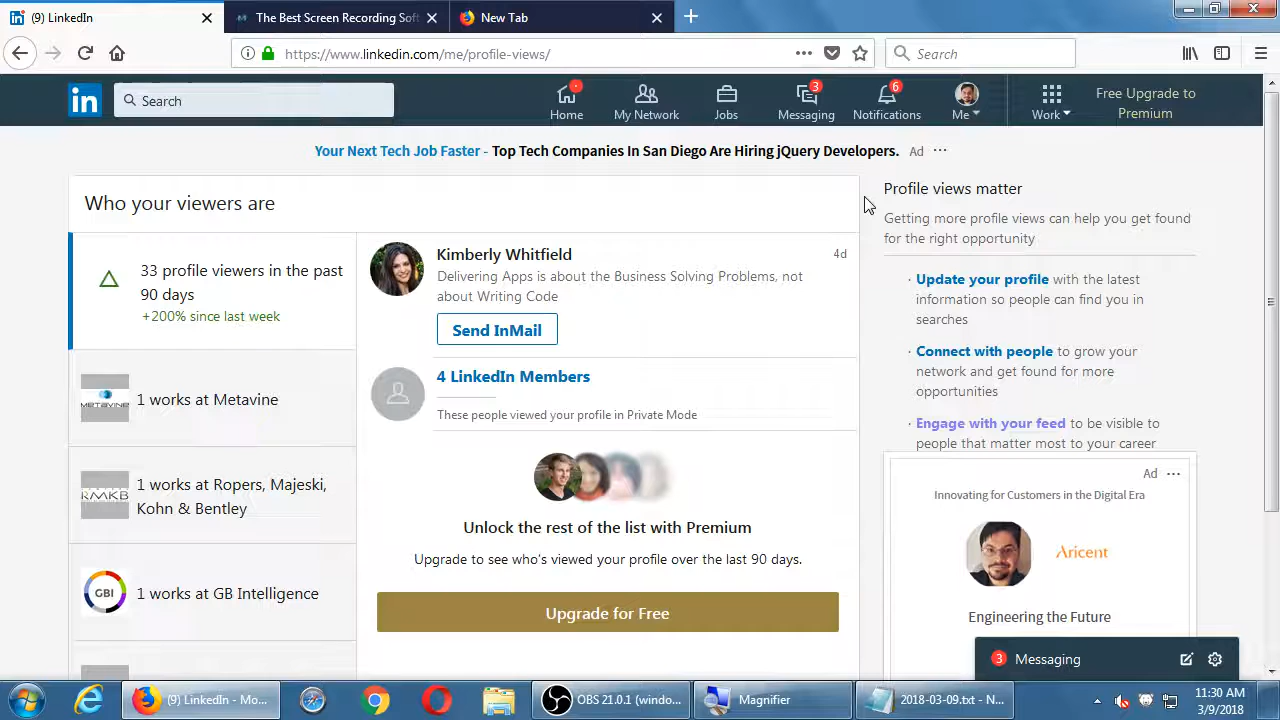 (9) LinkedIn
The Best Screen Recording Soft
New Tab
https://www.linkedin.com/me/profile-views/
Search
in
Search
Home
My Network
Jobs
3
Messaging
6
Notifications
Me
Work
Free Upgrade to
Premium
Your Next Tech Job Faster - Top Tech Companies In San Diego Are Hiring jQuery Developers. Ad
Who your viewers are
33 profile viewers in the past
90 days
+200% since last week
METAVINE
1 works at Metavine
RMKB
1 works at Ropers, Majeski,
Kohn & Bentley
GBI
1 works at GB Intelligence
Kimberly Whitfield
4d
Delivering Apps is about the Business Solving Problems, not
about Writing Code
Send InMail
4 LinkedIn Members
These people viewed your profile in Private Mode
Unlock the rest of the list with Premium
Upgrade to see who's viewed your profile over the last 90 days.
Upgrade for Free
Profile views matter
Getting more profile views can help you get found
for the right opportunity
· Update your profile with the latest
information so people can find you in
searches
· Connect with people to grow your
network and get found for more
opportunities
· Engage with your feed to be visible to
people that matter most to your career
Ad
Innovating for Customers in the Digital Era
Aricent
Engineering the Future
3 Messaging
(9) LinkedIn - Mo...
OBS 21.0.1 (windo...
Magnifier
2018-03-09.txt - N...
11:30 AM
3/9/2018